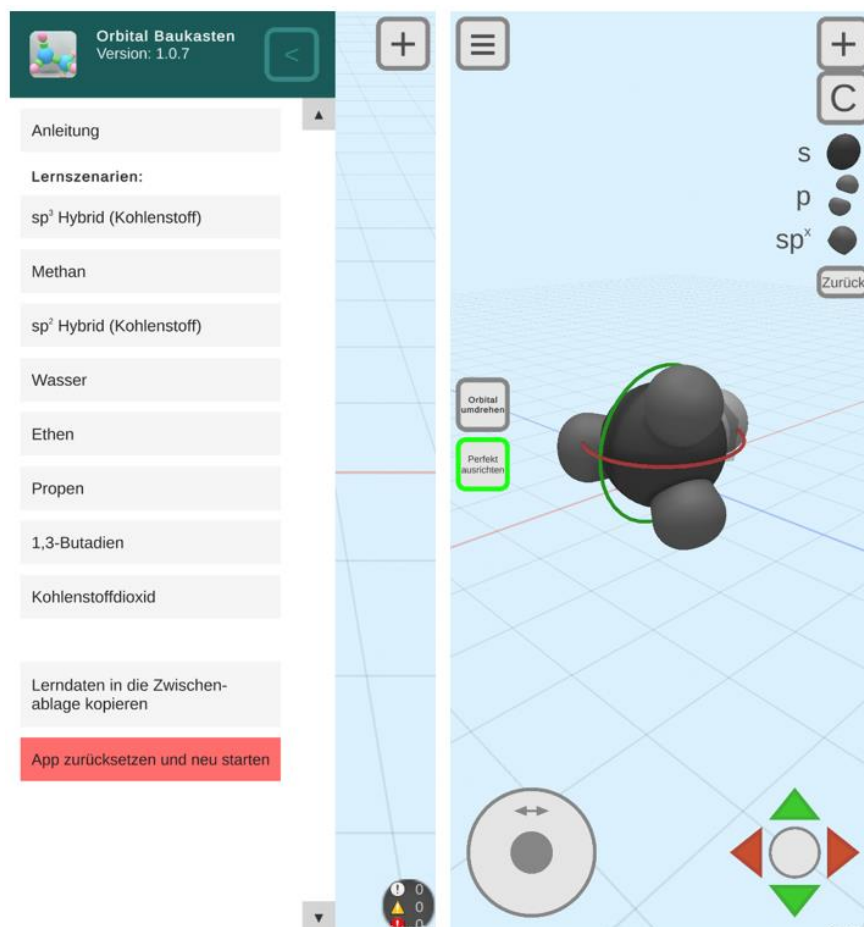 Orbital Baukasten
Version: 1.0.7
<
+
Anleitung
Lernszenarien:
sp³ Hybrid (Kohlenstoff)
Methan
sp² Hybrid (Kohlenstoff)
Wasser
Ethen
Propen
1,3-Butadien
Kohlenstoffdioxid
Lerndaten in die Zwischen-
ablage kopieren
App zurücksetzen und neu starten
! 0
! 0
! 0
+
C
s
p
spˣ
Zurück
Orbital
umdrehen
Perfekt
ausrichten